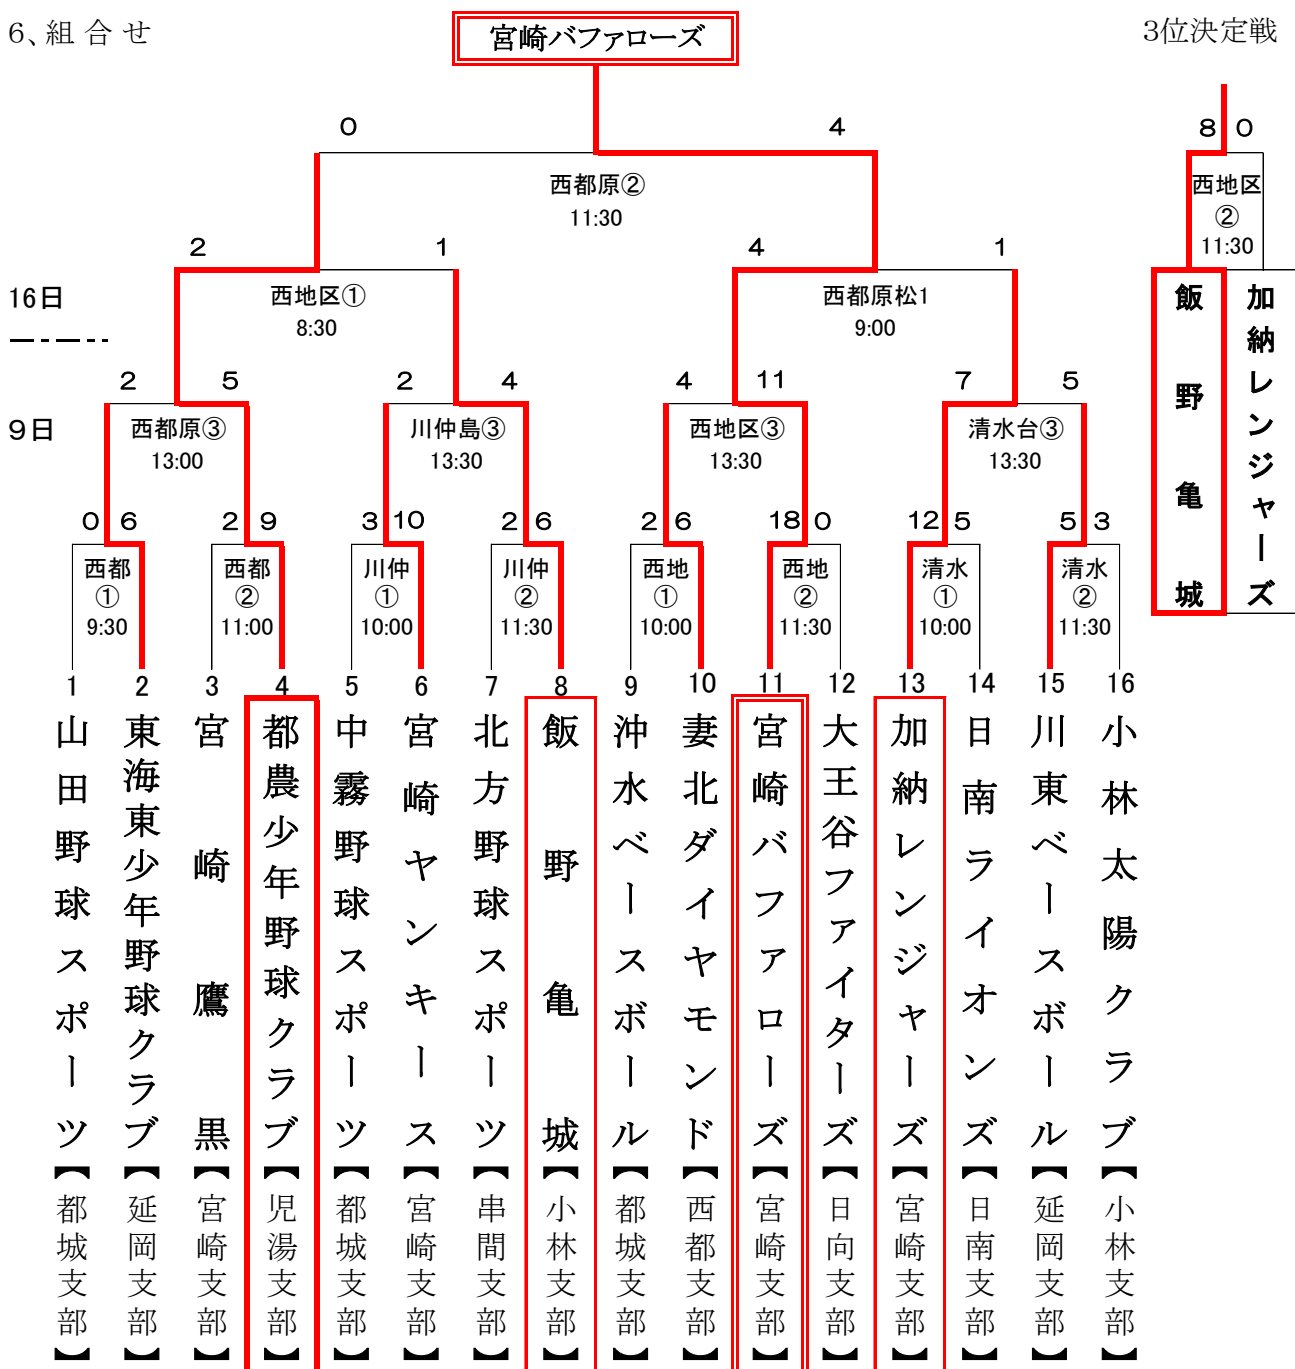 6、組合せ
宮崎バファローズ
3位決定戦
0 4
8 0
西都原②
11:30
西地区
②
11:30
2 1 4 1
16日
西地区①
8:30
西都原松1
9:00
飯野亀城
加納レンジャーズ
2 5 2 4 4 11 7 5
9日
西都原③
13:00
川仲島③
13:30
西地区③
13:30
清水台③
13:30
0 6 2 9 3 10 2 6 2 6 18 0 12 5 5 3
西都
①
9:30
西都
②
11:00
川仲
①
10:00
川仲
②
11:30
西地
①
10:00
西地
②
11:30
清水
①
10:00
清水
②
11:30
1 2 3 4 5 6 7 8 9 10 11 12 13 14 15 16
山田野球スポーツ【都城支部】
東海東少年野球クラブ【延岡支部】
宮崎鷹黒【宮崎支部】
都農少年野球クラブ【児湯支部】
中霧野球スポーツ【都城支部】
宮崎ヤンキース【宮崎支部】
北方野球スポーツ【串間支部】
飯野亀城【小林支部】
沖水ベースボール【都城支部】
妻北ダイヤモンド【西都支部】
宮崎バファローズ【宮崎支部】
大王谷ファイターズ【日向支部】
加納レンジャーズ【宮崎支部】
日南ライオンズ【日南支部】
川東ベースボール【延岡支部】
小林太陽クラブ【小林支部】